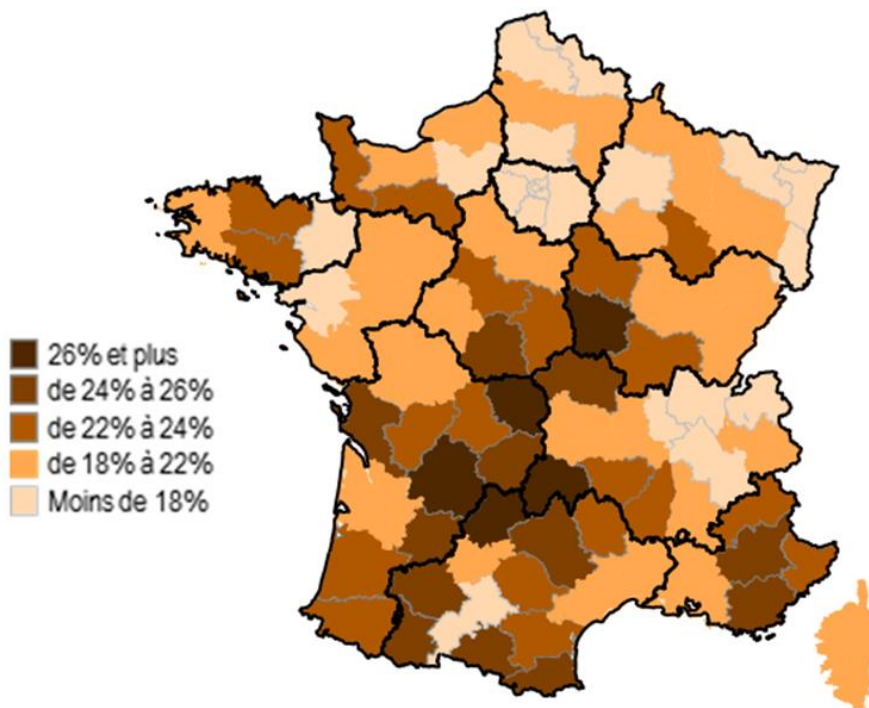 26% et plus
de 24% à 26%
de 22% à 24%
de 18% à 22%
Moins de 18%